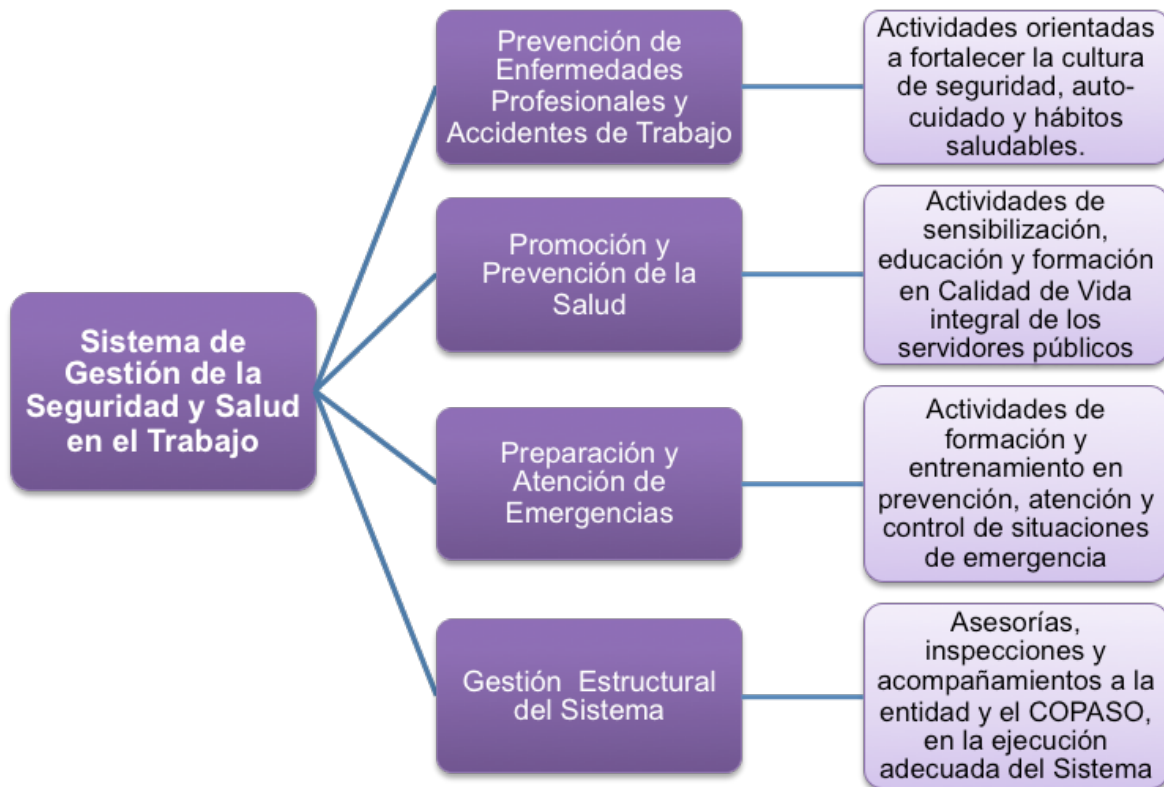 Sistema de
Gestión de la
Seguridad y Salud
en el Trabajo
Prevención de
Enfermedades
Profesionales y
Accidentes de Trabajo
Actividades orientadas
a fortalecer la cultura
de seguridad, auto-
cuidado y hábitos
saludables.
Promoción y
Prevención de la
Salud
Actividades de
sensibilización,
educación y formación
en Calidad de Vida
integral de los
servidores públicos
Preparación y
Atención de
Emergencias
Actividades de
formación y
entrenamiento en
prevención, atención y
control de situaciones
de emergencia
Gestión Estructural
del Sistema
Asesorías,
inspecciones y
acompañamientos a la
entidad y el COPASO,
en la ejecución
adecuada del Sistema